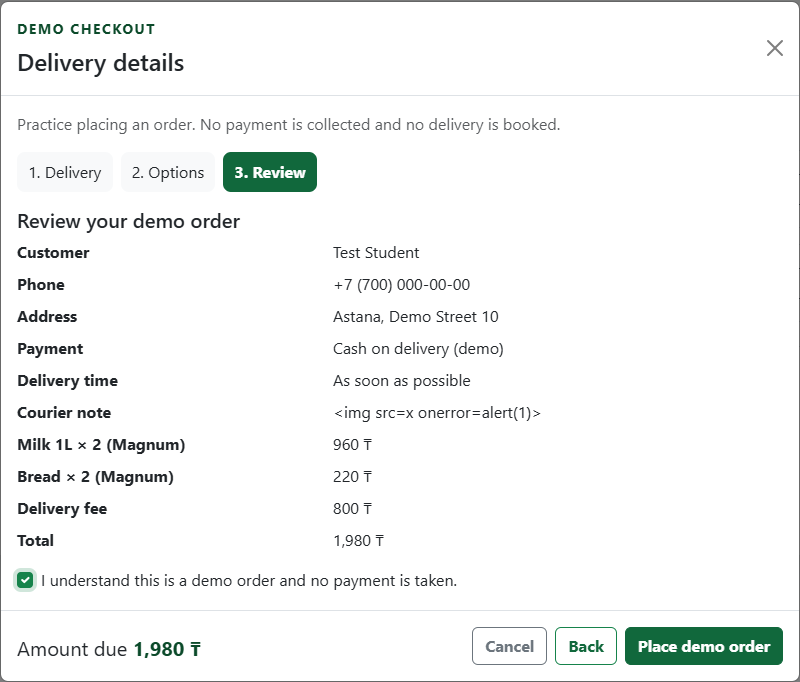 DEMO CHECKOUT
Delivery details
Practice placing an order. No payment is collected and no delivery is booked.
1. Delivery 2. Options 3. Review
Review your demo order
Customer Test Student
Phone +7 (700) 000-00-00
Address Astana, Demo Street 10
Payment Cash on delivery (demo)
Delivery time As soon as possible
Courier note <img src=x onerror=alert(1)>
Milk 1L × 2 (Magnum) 960 ₸
Bread × 2 (Magnum) 220 ₸
Delivery fee 800 ₸
Total 1,980 ₸
I understand this is a demo order and no payment is taken.
Amount due 1,980 ₸ Cancel Back Place demo order